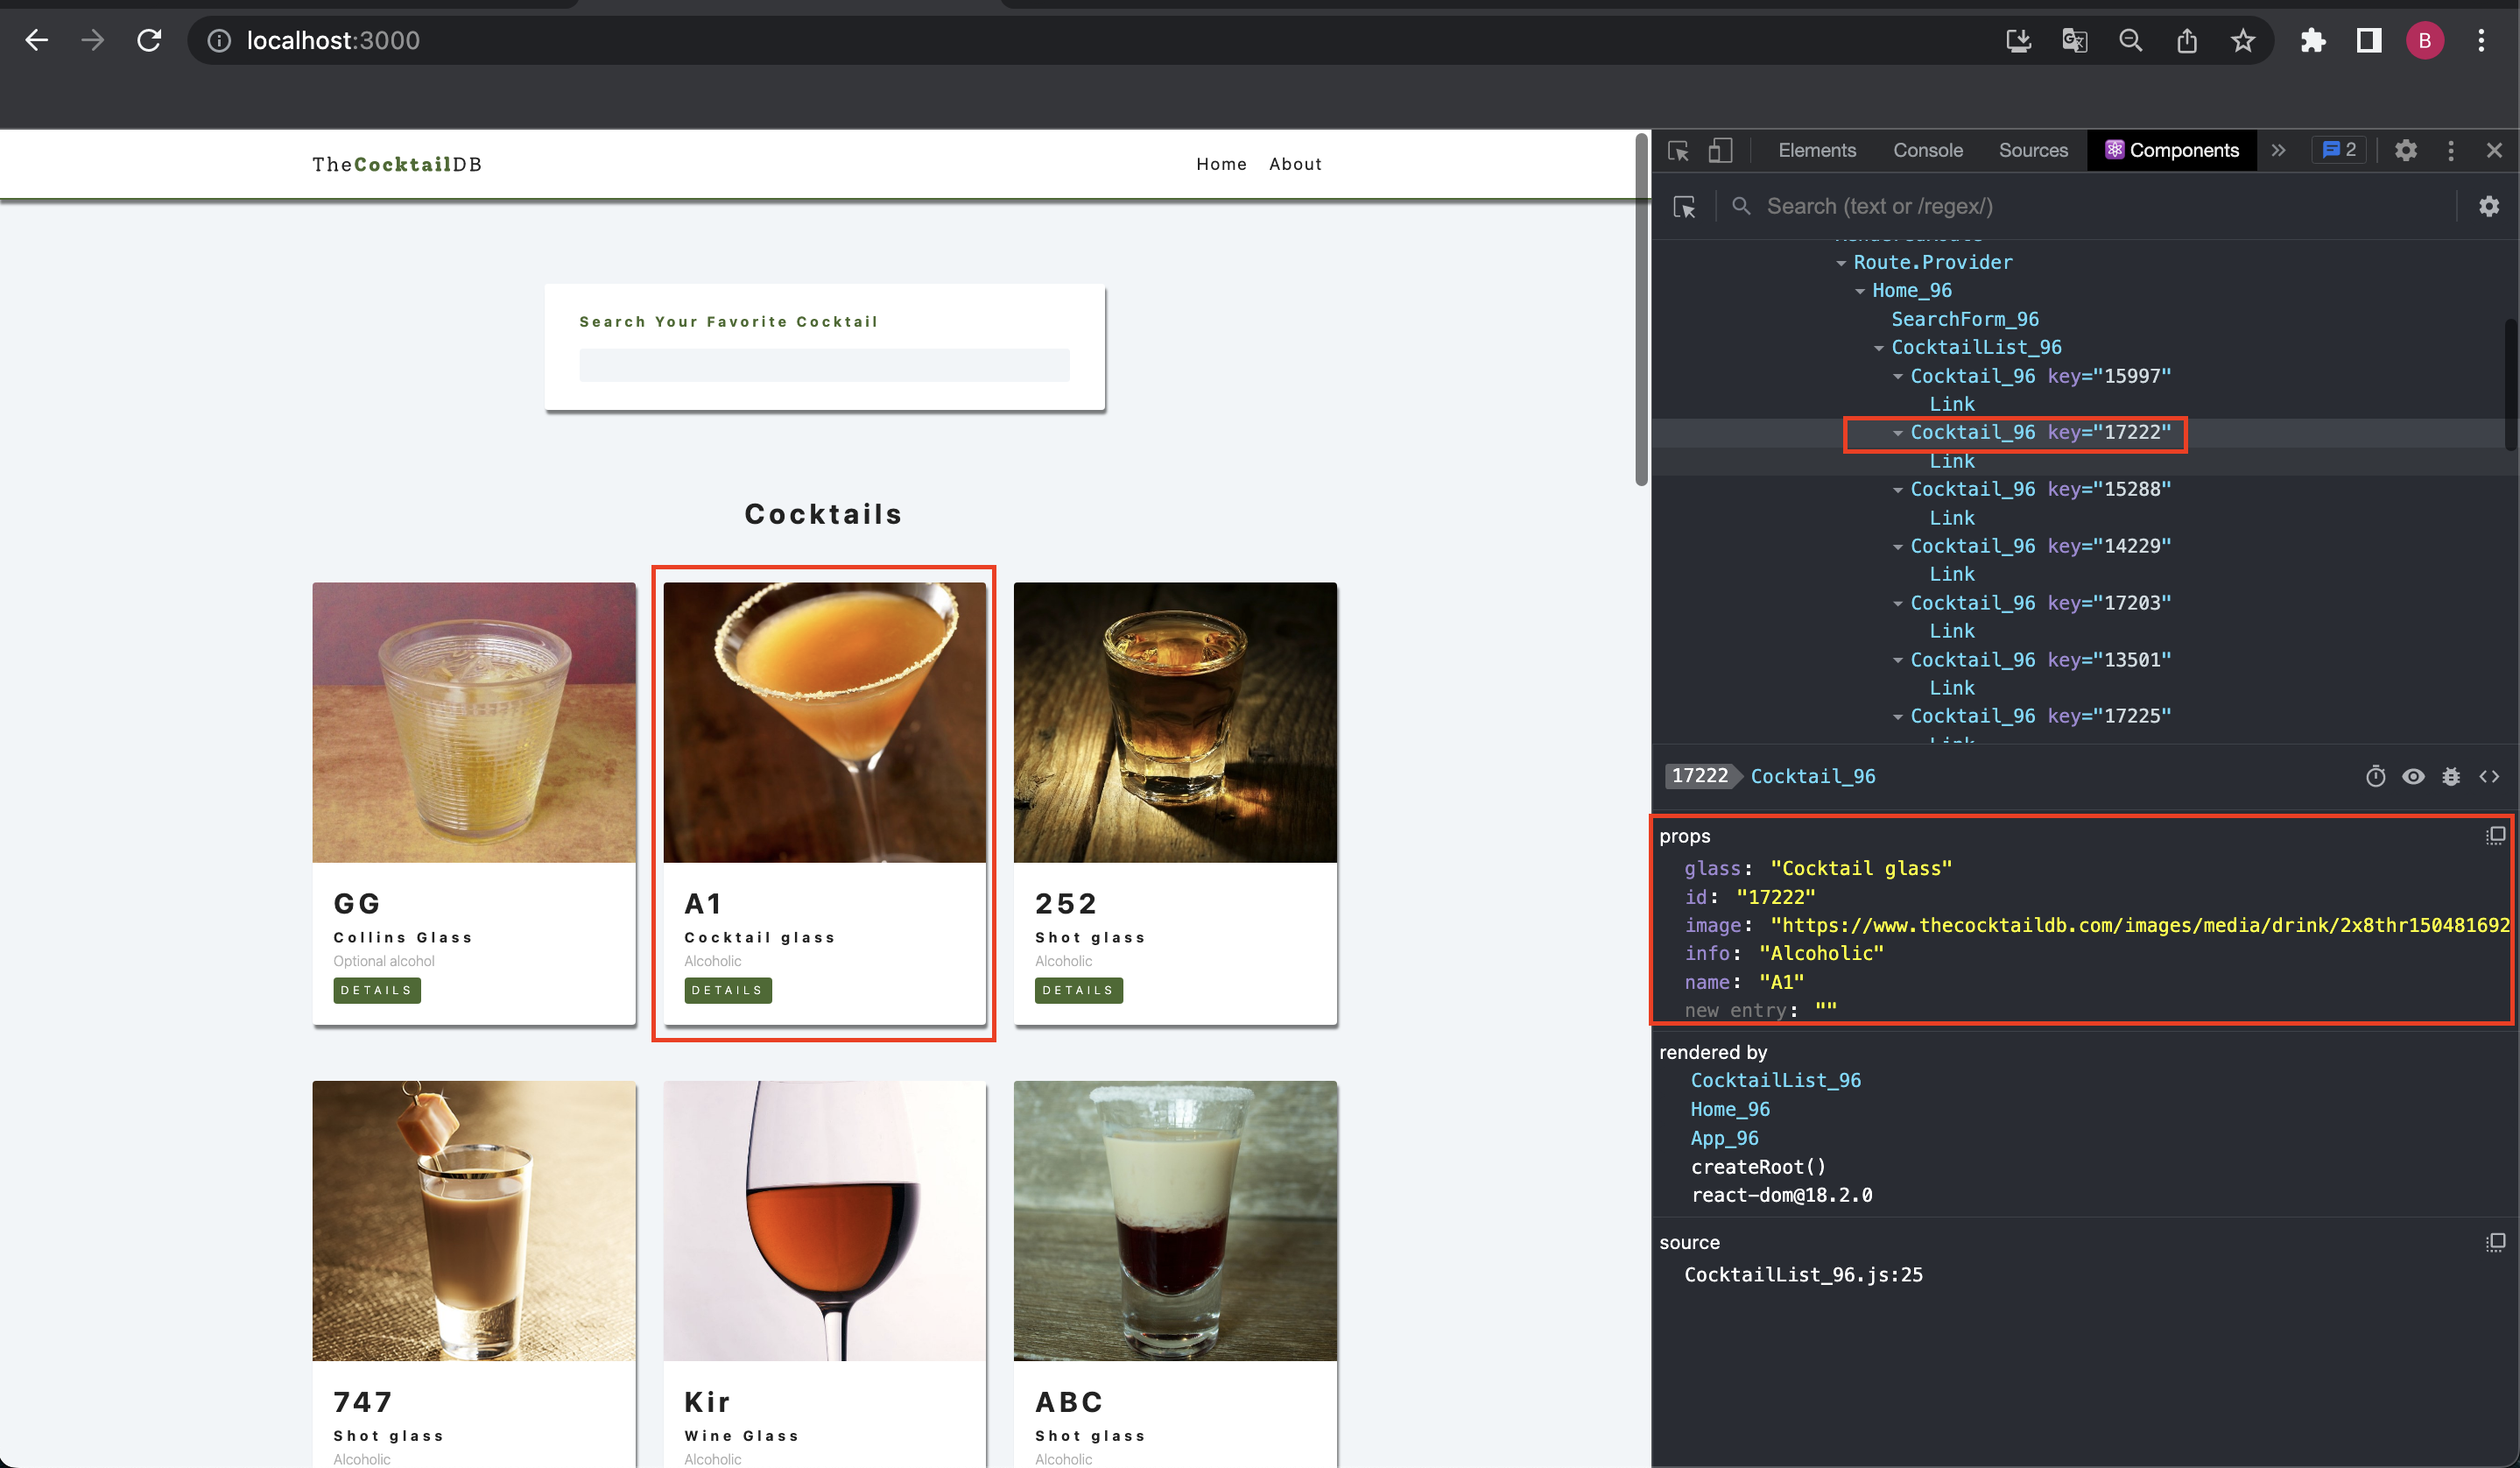 localhost:3000
B
TheCocktailDB
Home About
Search Your Favorite Cocktail
Cocktails
GG
Collins Glass
Optional alcohol
DETAILS
A1
Cocktail glass
Alcoholic
DETAILS
252
Shot glass
Alcoholic
DETAILS
747
Shot glass
Alcoholic
Kir
Wine Glass
Alcoholic
ABC
Shot glass
Alcoholic
Elements Console Sources Components 2
Search (text or /regex/)
Route.Provider
Home_96
SearchForm_96
CocktailList_96
Cocktail_96 key="15997"
Link
Cocktail_96 key="17222"
Link
Cocktail_96 key="15288"
Link
Cocktail_96 key="14229"
Link
Cocktail_96 key="17203"
Link
Cocktail_96 key="13501"
Link
Cocktail_96 key="17225"
Link
17222 Cocktail_96
props
glass: "Cocktail glass"
id: "17222"
image: "https://www.thecocktaildb.com/images/media/drink/2x8thr150481692
info: "Alcoholic"
name: "A1"
new entry: ""
rendered by
CocktailList_96
Home_96
App_96
createRoot()
react-dom@18.2.0
source
CocktailList_96.js:25